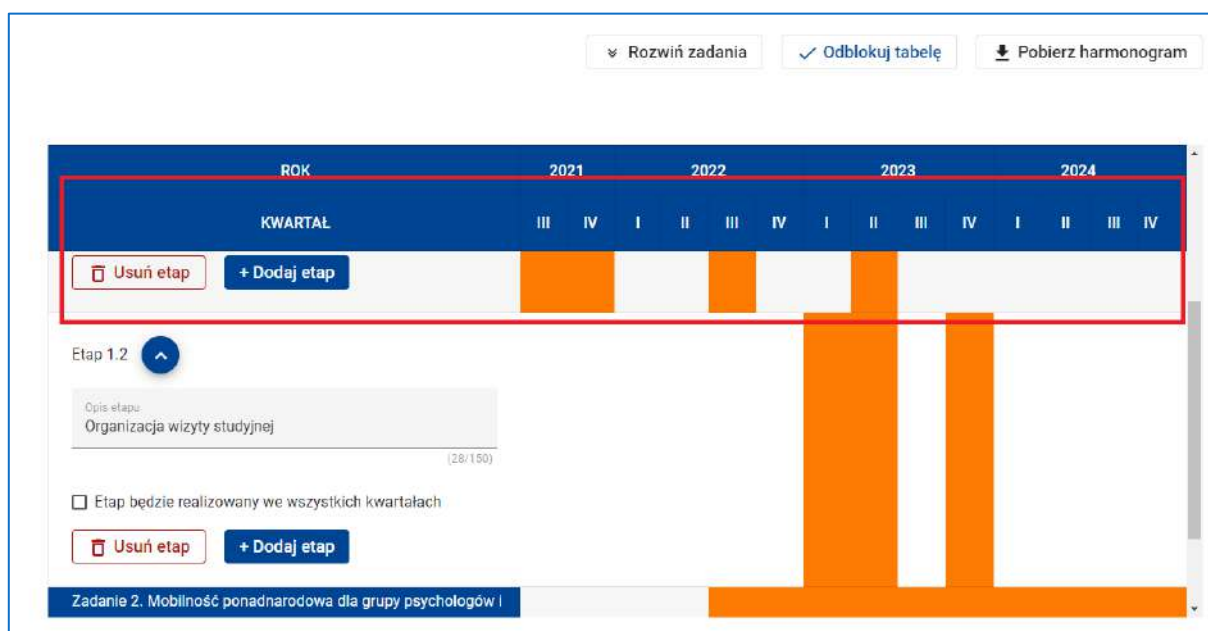 Rozwiń zadania Odblokuj tabelę Pobierz harmonogram
ROK 2021 2022 2023 2024
KWARTAŁ III IV I II III IV I II III IV I II III IV
Usuń etap + Dodaj etap
Etap 1.2
Opis etapu
Organizacja wizyty studyjnej
(28/150)
Etap będzie realizowany we wszystkich kwartałach
Usuń etap + Dodaj etap
Zadanie 2. Mobilność ponadnarodowa dla grupy psychologów i